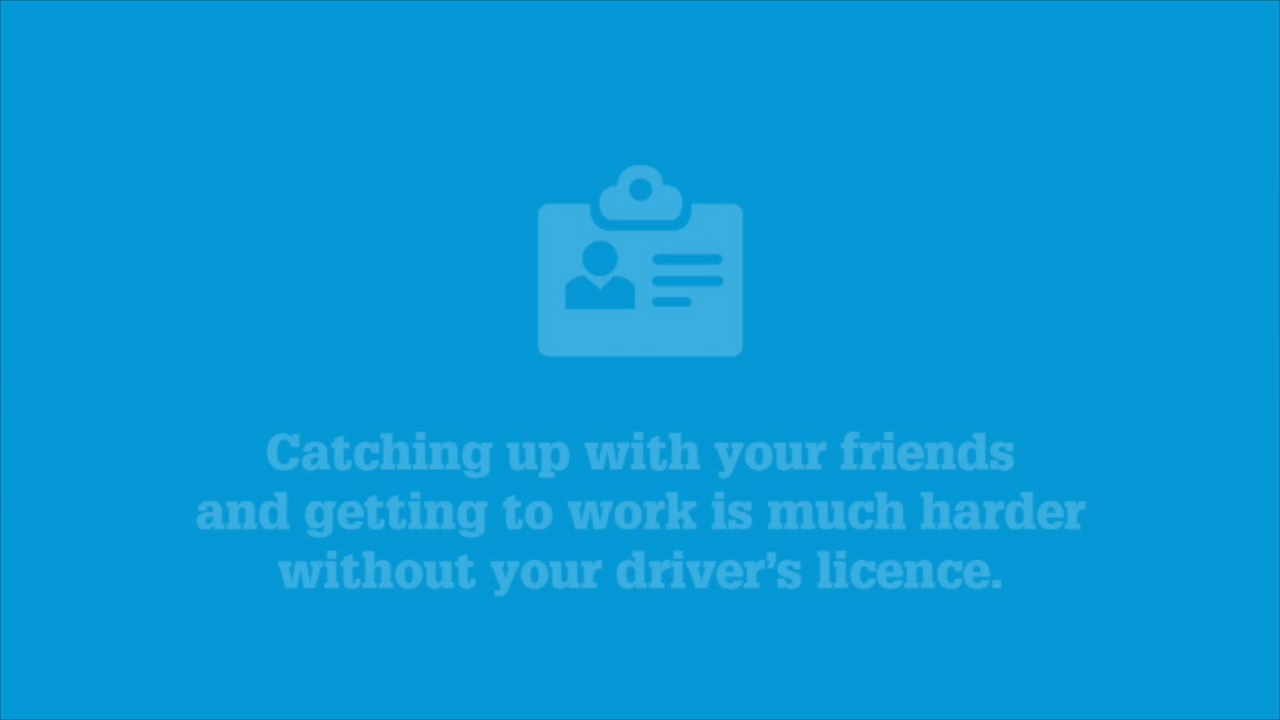 Catching up with your friends
and getting to work is much harder
without your driver’s licence.